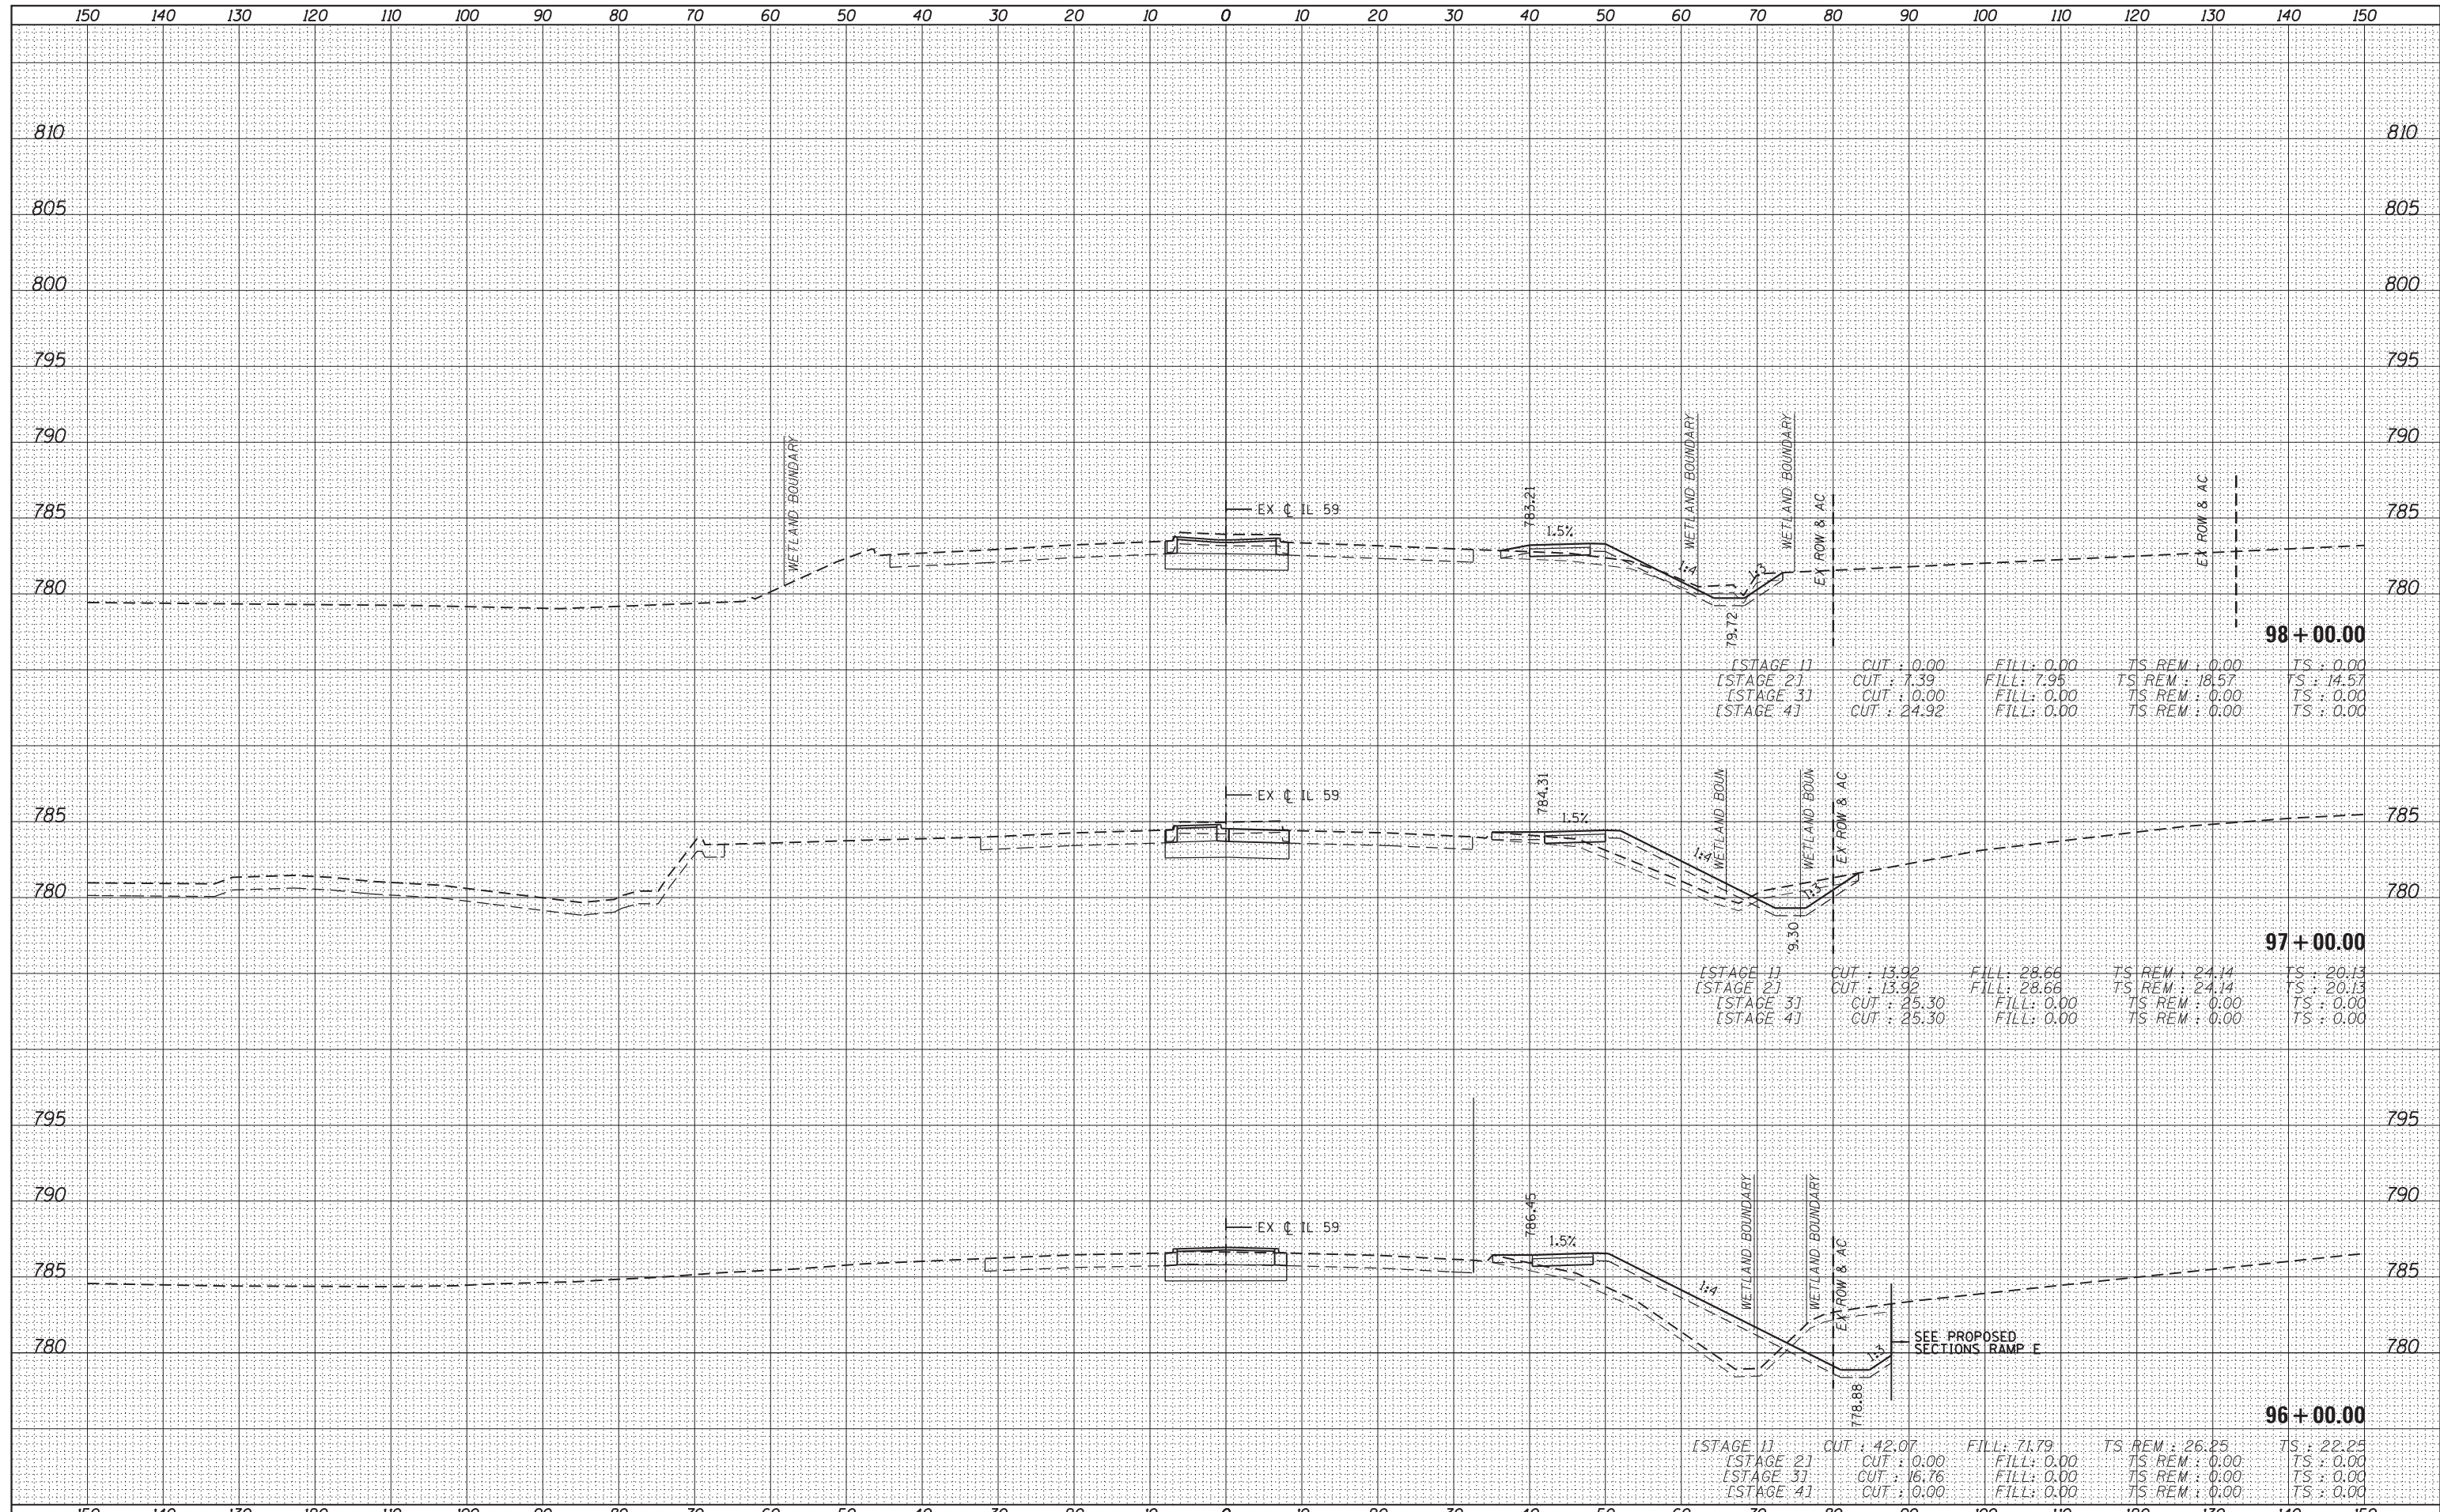 150 140 130 120 110 100 90 80 70 60 50 40 30 20 10 0 10 20 30 40 50 60 70 80 90 100 110 120 130 140 150
810 810
805 805
800 800
795 795
790 790
WETLAND BOUNDARY
WETLAND BOUNDARY
WETLAND BOUNDARY
EX ROW & AC
EX ROW & AC
785 785
EX ℄ IL 59
783.21
1.5%
1:4
1:3
780 780
79.72
98+00.00
[STAGE 1] CUT : 0.00 FILL: 0.00 TS REM : 0.00 TS : 0.00
[STAGE 2] CUT : 7.39 FILL: 7.95 TS REM : 18.57 TS : 14.57
[STAGE 3] CUT : 0.00 FILL: 0.00 TS REM : 0.00 TS : 0.00
[STAGE 4] CUT : 24.92 FILL: 0.00 TS REM : 0.00 TS : 0.00
785 785
EX ℄ IL 59
784.31
1.5%
WETLAND BOUN
WETLAND BOUN
EX ROW & AC
1:4
1:3
780 780
9.30
97+00.00
[STAGE 1] CUT : 13.92 FILL: 28.66 TS REM : 24.14 TS : 20.13
[STAGE 2] CUT : 13.92 FILL: 28.66 TS REM : 24.14 TS : 20.13
[STAGE 3] CUT : 25.30 FILL: 0.00 TS REM : 0.00 TS : 0.00
[STAGE 4] CUT : 25.30 FILL: 0.00 TS REM : 0.00 TS : 0.00
795 795
790 790
EX ℄ IL 59
786.45
1.5%
WETLAND BOUNDARY
WETLAND BOUNDARY
EX ROW & AC
785 785
1:4
1:3
SEE PROPOSED
SECTIONS RAMP E
780 780
778.88
96+00.00
[STAGE 1] CUT : 42.07 FILL: 71.79 TS REM : 26.25 TS : 22.25
[STAGE 2] CUT : 0.00 FILL: 0.00 TS REM : 0.00 TS : 0.00
[STAGE 3] CUT : 16.76 FILL: 0.00 TS REM : 0.00 TS : 0.00
[STAGE 4] CUT : 0.00 FILL: 0.00 TS REM : 0.00 TS : 0.00